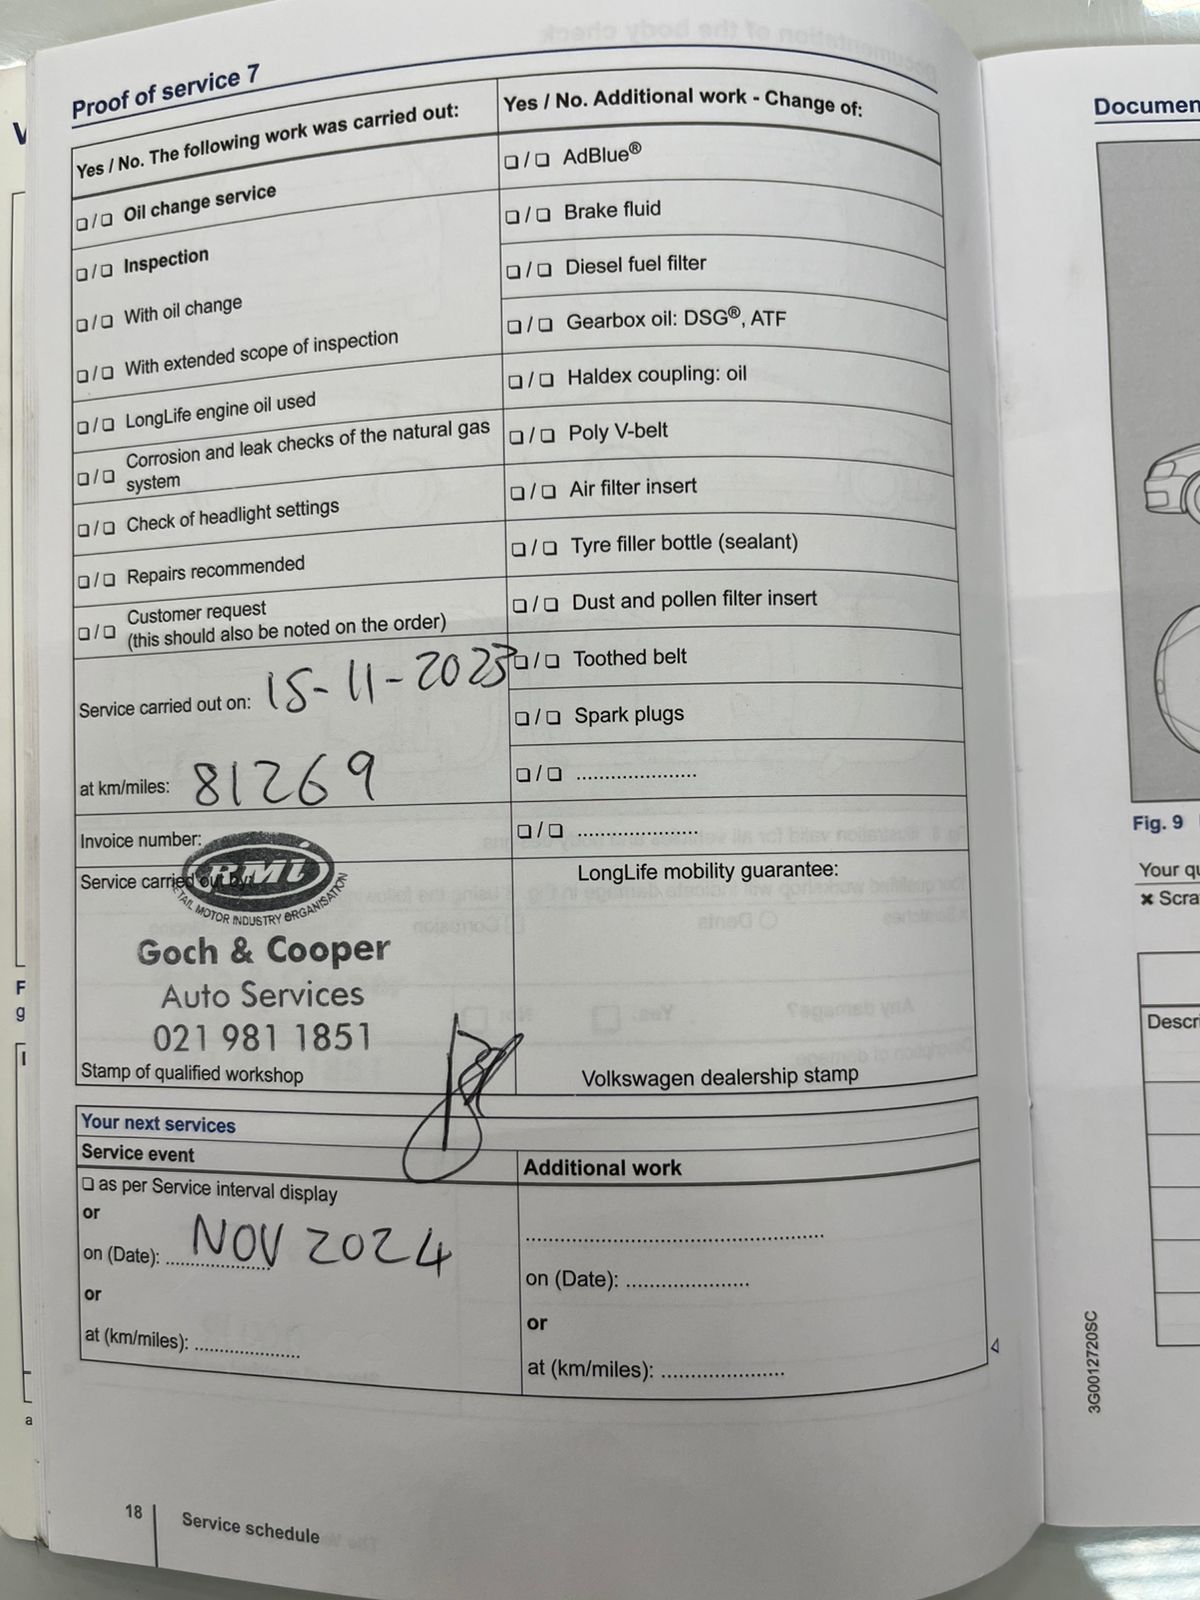 Proof of service 7
Yes / No. The following work was carried out:
❏ / ❏ Oil change service
❏ / ❏ Inspection
❏ / ❏ With oil change
❏ / ❏ With extended scope of inspection
❏ / ❏ LongLife engine oil used
❏ / ❏ Corrosion and leak checks of the natural gas
system
❏ / ❏ Check of headlight settings
❏ / ❏ Repairs recommended
❏ / ❏ Customer request
(this should also be noted on the order)
Service carried out on: 15-11-2023
at km/miles: 81269
Invoice number:
Service carried out by:
RMI
RETAIL MOTOR INDUSTRY ORGANISATION
Goch & Cooper
Auto Services
021 981 1851
Stamp of qualified workshop
Yes / No. Additional work - Change of:
❏ / ❏ AdBlue®
❏ / ❏ Brake fluid
❏ / ❏ Diesel fuel filter
❏ / ❏ Gearbox oil: DSG®, ATF
❏ / ❏ Haldex coupling: oil
❏ / ❏ Poly V-belt
❏ / ❏ Air filter insert
❏ / ❏ Tyre filler bottle (sealant)
❏ / ❏ Dust and pollen filter insert
❏ / ❏ Toothed belt
❏ / ❏ Spark plugs
❏ / ❏ .....................
❏ / ❏ .....................
LongLife mobility guarantee:
Volkswagen dealership stamp
Your next services
Service event
❏ as per Service interval display
or
on (Date): NOV 2024
or
at (km/miles): ..................
Additional work
.....................................................
on (Date): .....................
or
at (km/miles): .....................
18
Service schedule
Documen
Fig. 9
Your qu
✖ Scra
Descri
3G0012720SC